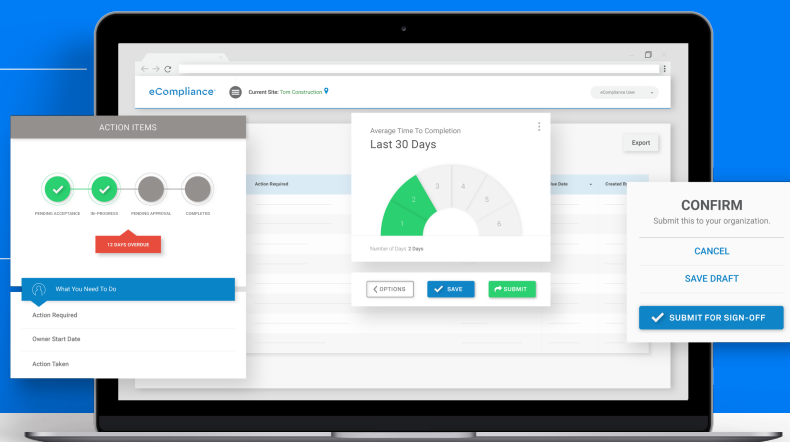 eCompliance
Current Site: Tom Construction
eCompliance User
ACTION ITEMS
PENDING ACCEPTANCE
IN-PROGRESS
PENDING APPROVAL
COMPLETED
12 DAYS OVERDUE
What You Need To Do
Action Required
Owner Start Date
Action Taken
Action Required
Average Time To Completion
Last 30 Days
1
2
3
4
5
6
Number of Days: 2 Days
OPTIONS
SAVE
SUBMIT
Export
Due Date
Created By
CONFIRM
Submit this to your organization.
CANCEL
SAVE DRAFT
SUBMIT FOR SIGN-OFF